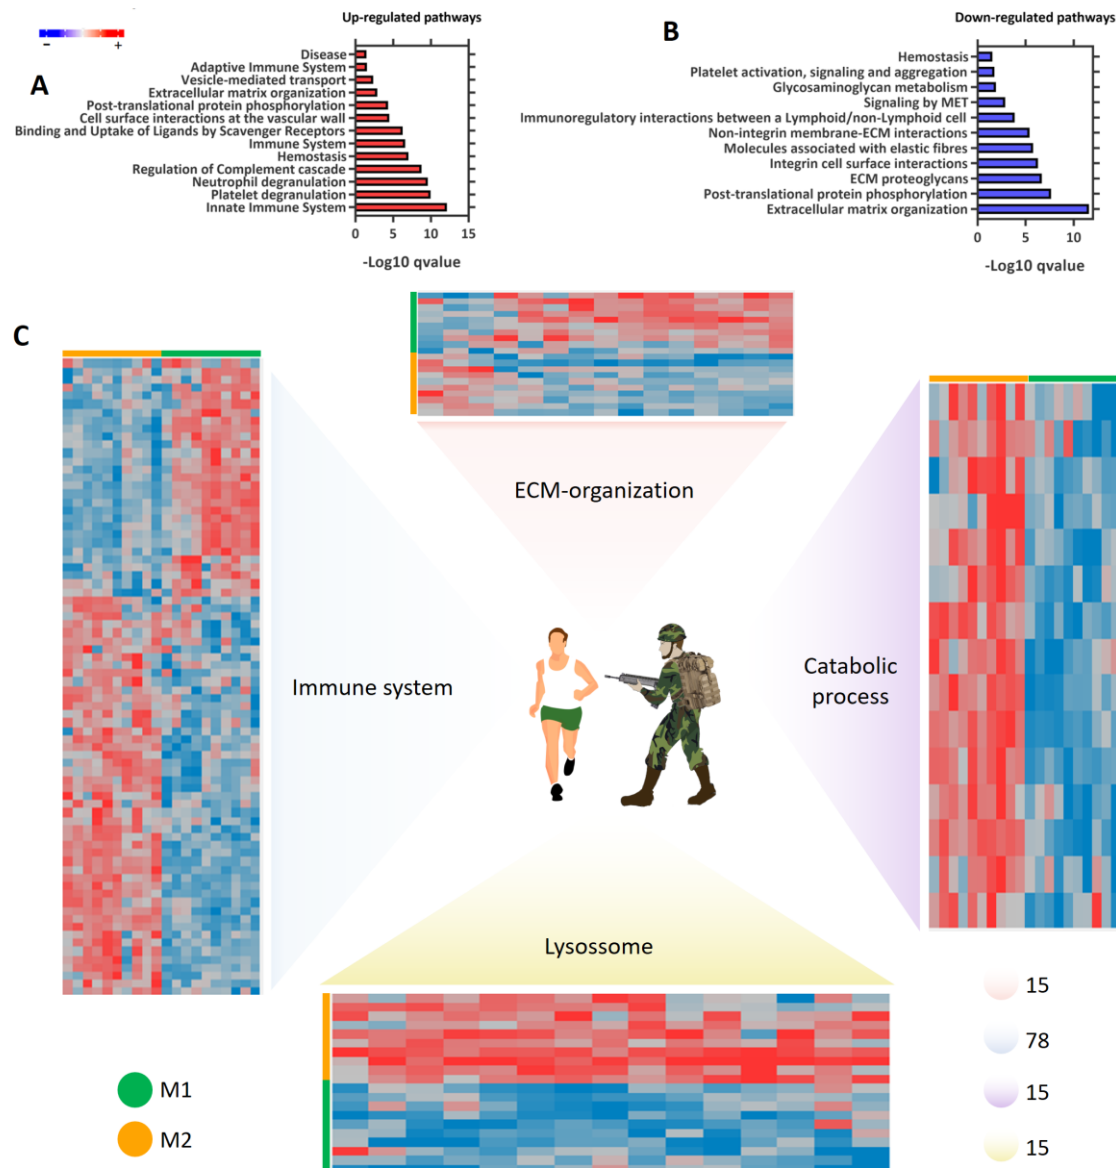 Up-regulated pathways
− +
A
Disease
Adaptive Immune System
Vesicle-mediated transport
Extracellular matrix organization
Post-translational protein phosphorylation
Cell surface interactions at the vascular wall
Binding and Uptake of Ligands by Scavenger Receptors
Immune System
Hemostasis
Regulation of Complement cascade
Neutrophil degranulation
Platelet degranulation
Innate Immune System
0 5 10 15
-Log10 qvalue
Down-regulated pathways
B
Hemostasis
Platelet activation, signaling and aggregation
Glycosaminoglycan metabolism
Signaling by MET
Immunoregulatory interactions between a Lymphoid/non-Lymphoid cell
Non-integrin membrane-ECM interactions
Molecules associated with elastic fibres
Integrin cell surface interactions
ECM proteoglycans
Post-translational protein phosphorylation
Extracellular matrix organization
0 5 10
-Log10 qvalue
C
ECM-organization
Immune system
Catabolic
process
Lysossome
M1
M2
15
78
15
15